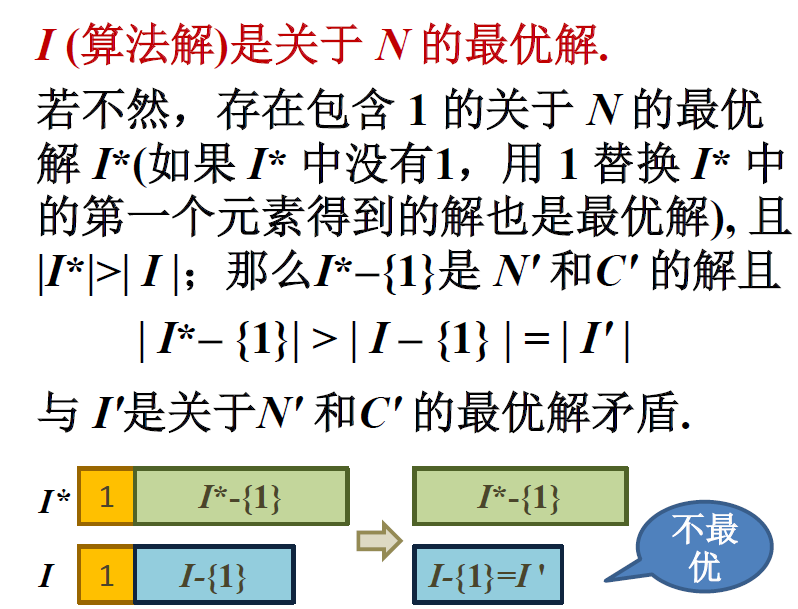 I (算法解)是关于 N 的最优解.
若不然，存在包含 1 的关于 N 的最优
解 I*(如果 I* 中没有1，用 1 替换 I* 中
的第一个元素得到的解也是最优解), 且
|I*|>| I |；那么I*–{1}是 N′ 和C′ 的解且
| I*– {1}| > | I – {1} | = | I′ |
与 I′是关于N′ 和C′ 的最优解矛盾.
I* 1 I*-{1} I*-{1}
不最
优
I 1 I-{1} I-{1}=I '